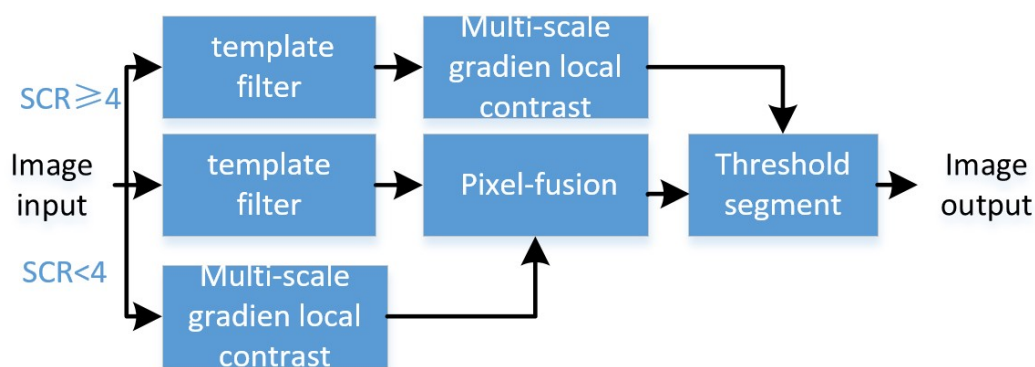 template
filter
Multi-scale
gradien local
contrast
SCR≥4
Image
input
template
filter
Pixel-fusion
Threshold
segment
Image
output
SCR<4
Multi-scale
gradien local
contrast